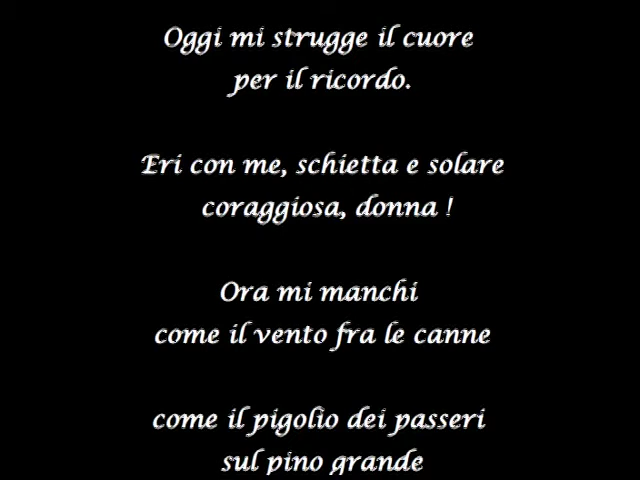 Oggi mi strugge il cuore
per il ricordo.
Eri con me, schietta e solare
coraggiosa, donna !
Ora mi manchi
come il vento fra le canne
come il pigolio dei passeri
sul pino grande